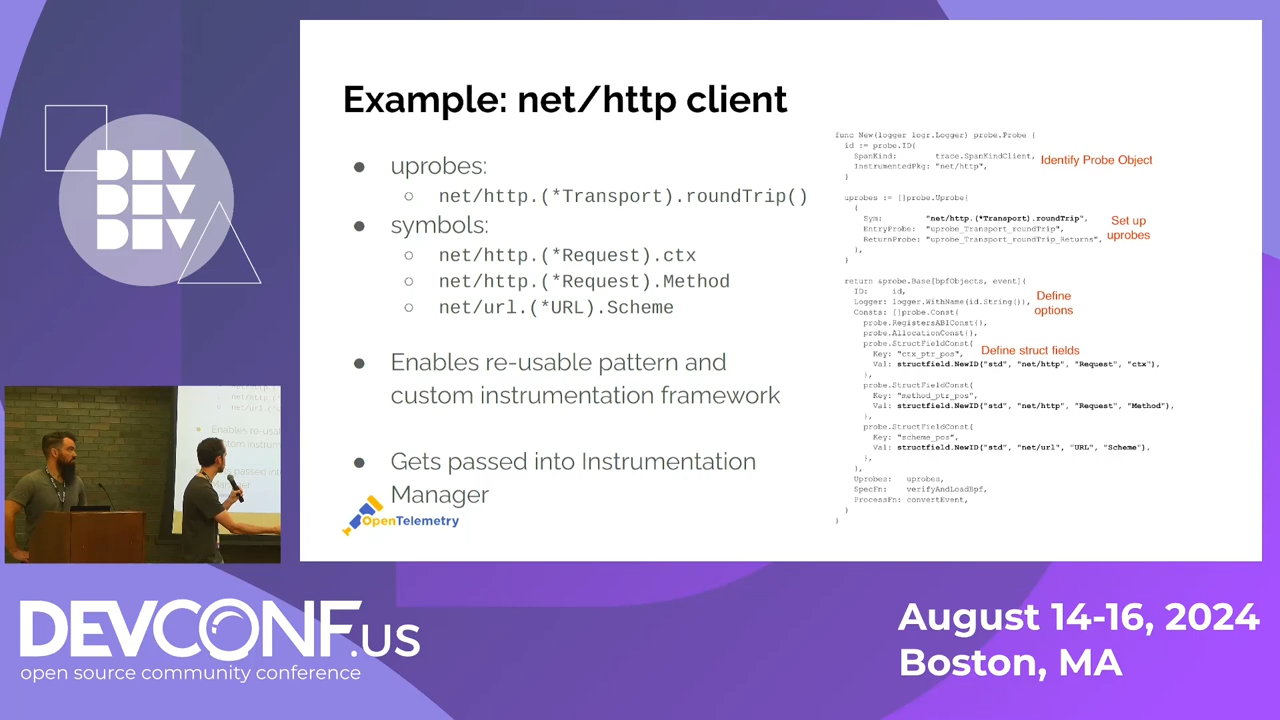 Example: net/http client
● uprobes:
○ net/http.(*Transport).roundTrip()
● symbols:
○ net/http.(*Request).ctx
○ net/http.(*Request).Method
○ net/url.(*URL).Scheme
● Enables re-usable pattern and
custom instrumentation framework
● Gets passed into Instrumentation
Manager
OpenTelemetry
func New(logger logr.Logger) probe.Probe {
id := probe.ID{
SpanKind: trace.SpanKindClient,
InstrumentedPkg: "net/http",
}
Identify Probe Object
uprobes := []probe.Uprobe{
{
Sym: "net/http.(*Transport).roundTrip",
EntryProbe: "uprobe_Transport_roundTrip",
ReturnProbe: "uprobe_Transport_roundTrip_Returns",
},
}
Set up
uprobes
return &probe.Base[bpfObjects, event]{
ID: id,
Logger: logger.WithName(id.String()),
Consts: []probe.Const{
probe.RegistersABIConst{},
probe.AllocationConst{},
probe.StructFieldConst{
Key: "ctx_ptr_pos",
Val: structfield.NewID("std", "net/http", "Request", "ctx"),
},
probe.StructFieldConst{
Key: "method_ptr_pos",
Val: structfield.NewID("std", "net/http", "Request", "Method"),
},
probe.StructFieldConst{
Key: "scheme_pos",
Val: structfield.NewID("std", "net/url", "URL", "Scheme"),
},
},
Uprobes: uprobes,
SpecFn: verifyAndLoadBpf,
ProcessFn: convertEvent,
}
}
Define
options
Define struct fields
DEV
DEV
DEV
Enables re-us
DEVCONF.US
open source community conference
August 14-16, 2024
Boston, MA